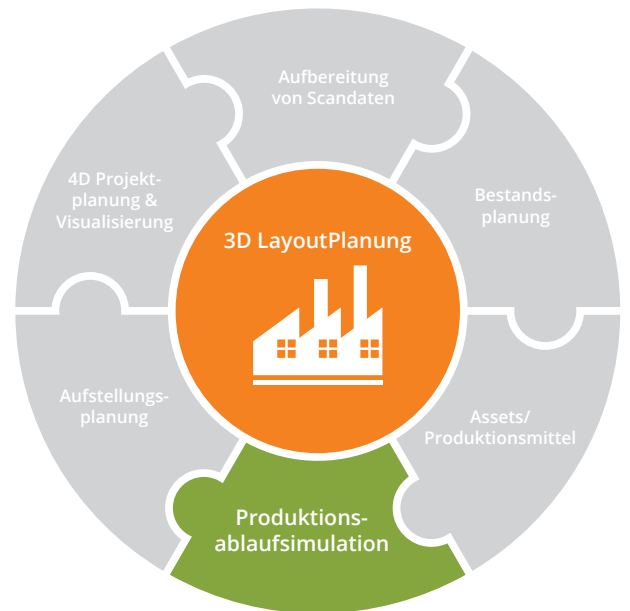 Aufbereitung
von Scandaten
4D Projekt-
planung &
Visualisierung
Bestands-
planung
3D LayoutPlanung
Aufstellungs-
planung
Assets/
Produktionsmittel
Produktions-
ablaufsimulation